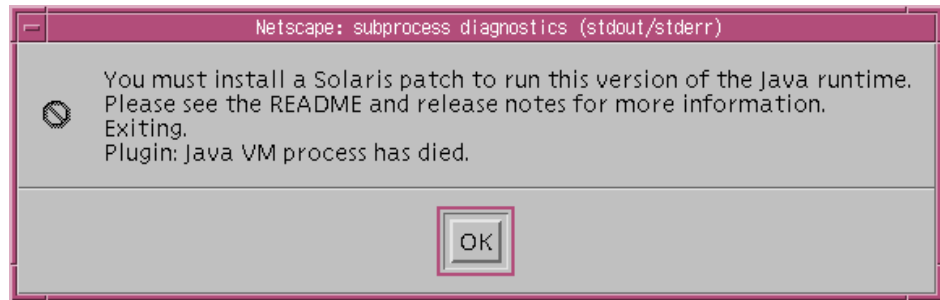 Netscape: subprocess diagnostics (stdout/stderr)
You must install a Solaris patch to run this version of the Java runtime.
Please see the README and release notes for more information.
Exiting.
Plugin: Java VM process has died.
OK